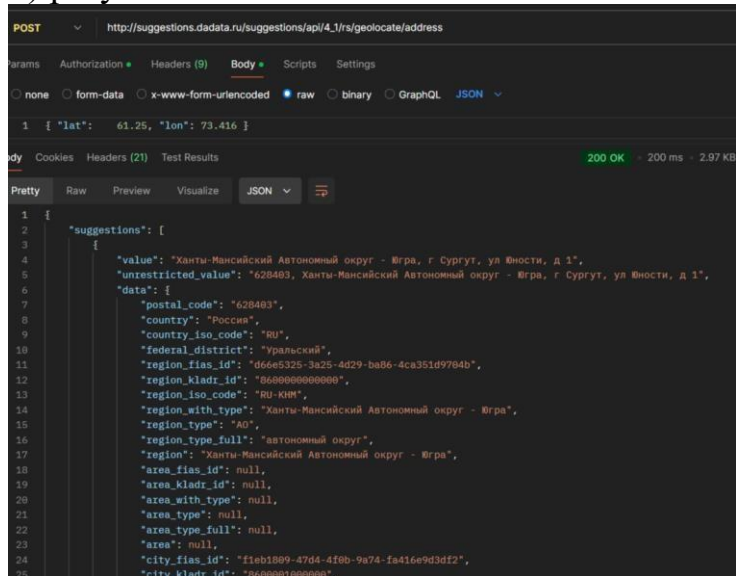 POST http://suggestions.dadata.ru/suggestions/api/4_1/rs/geolocate/address
Params Authorization Headers (9) Body Scripts Settings
none form-data x-www-form-urlencoded raw binary GraphQL JSON
1 { "lat": 61.25, "lon": 73.416 }
ody Cookies Headers (21) Test Results 200 OK 200 ms 2.97 KB
Pretty Raw Preview Visualize JSON
1 {
2 "suggestions": [
3 {
4 "value": "Ханты-Мансийский Автономный округ - Югра, г Сургут, ул Юности, д 1",
5 "unrestricted_value": "628403, Ханты-Мансийский Автономный округ - Югра, г Сургут, ул Юности, д 1",
6 "data": {
7 "postal_code": "628403",
8 "country": "Россия",
9 "country_iso_code": "RU",
10 "federal_district": "Уральский",
11 "region_fias_id": "d66e5325-3a25-4d29-ba86-4ca351d9704b",
12 "region_kladr_id": "8600000000000",
13 "region_iso_code": "RU-KHM",
14 "region_with_type": "Ханты-Мансийский Автономный округ - Югра",
15 "region_type": "АО",
16 "region_type_full": "автономный округ",
17 "region": "Ханты-Мансийский Автономный округ - Югра",
18 "area_fias_id": null,
19 "area_kladr_id": null,
20 "area_with_type": null,
21 "area_type": null,
22 "area_type_full": null,
23 "area": null,
24 "city_fias_id": "f1eb1809-47d4-4f0b-9a74-fa416e9d3df2",
25 "city_kladr_id": "8600001000000",